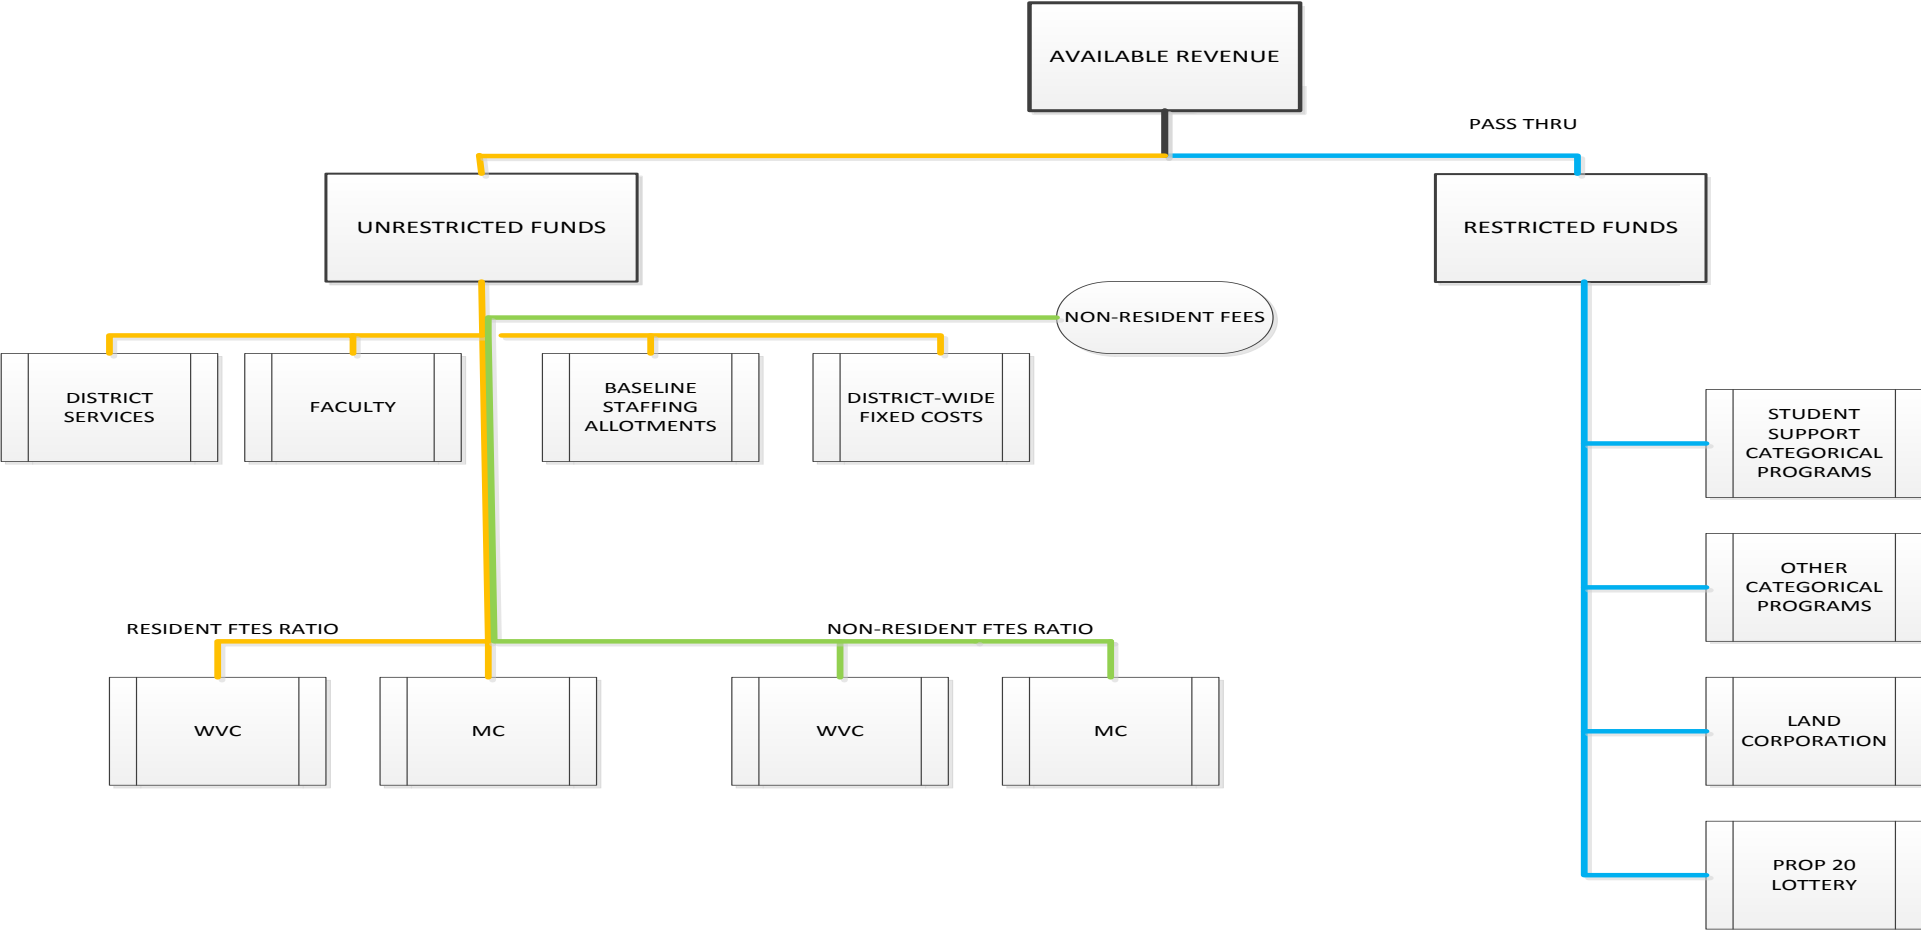 AVAILABLE REVENUE
PASS THRU
UNRESTRICTED FUNDS
RESTRICTED FUNDS
NON-RESIDENT FEES
DISTRICT
SERVICES
FACULTY
BASELINE
STAFFING
ALLOTMENTS
DISTRICT-WIDE
FIXED COSTS
STUDENT
SUPPORT
CATEGORICAL
PROGRAMS
OTHER
CATEGORICAL
PROGRAMS
RESIDENT FTES RATIO
NON-RESIDENT FTES RATIO
WVC
MC
WVC
MC
LAND
CORPORATION
PROP 20
LOTTERY